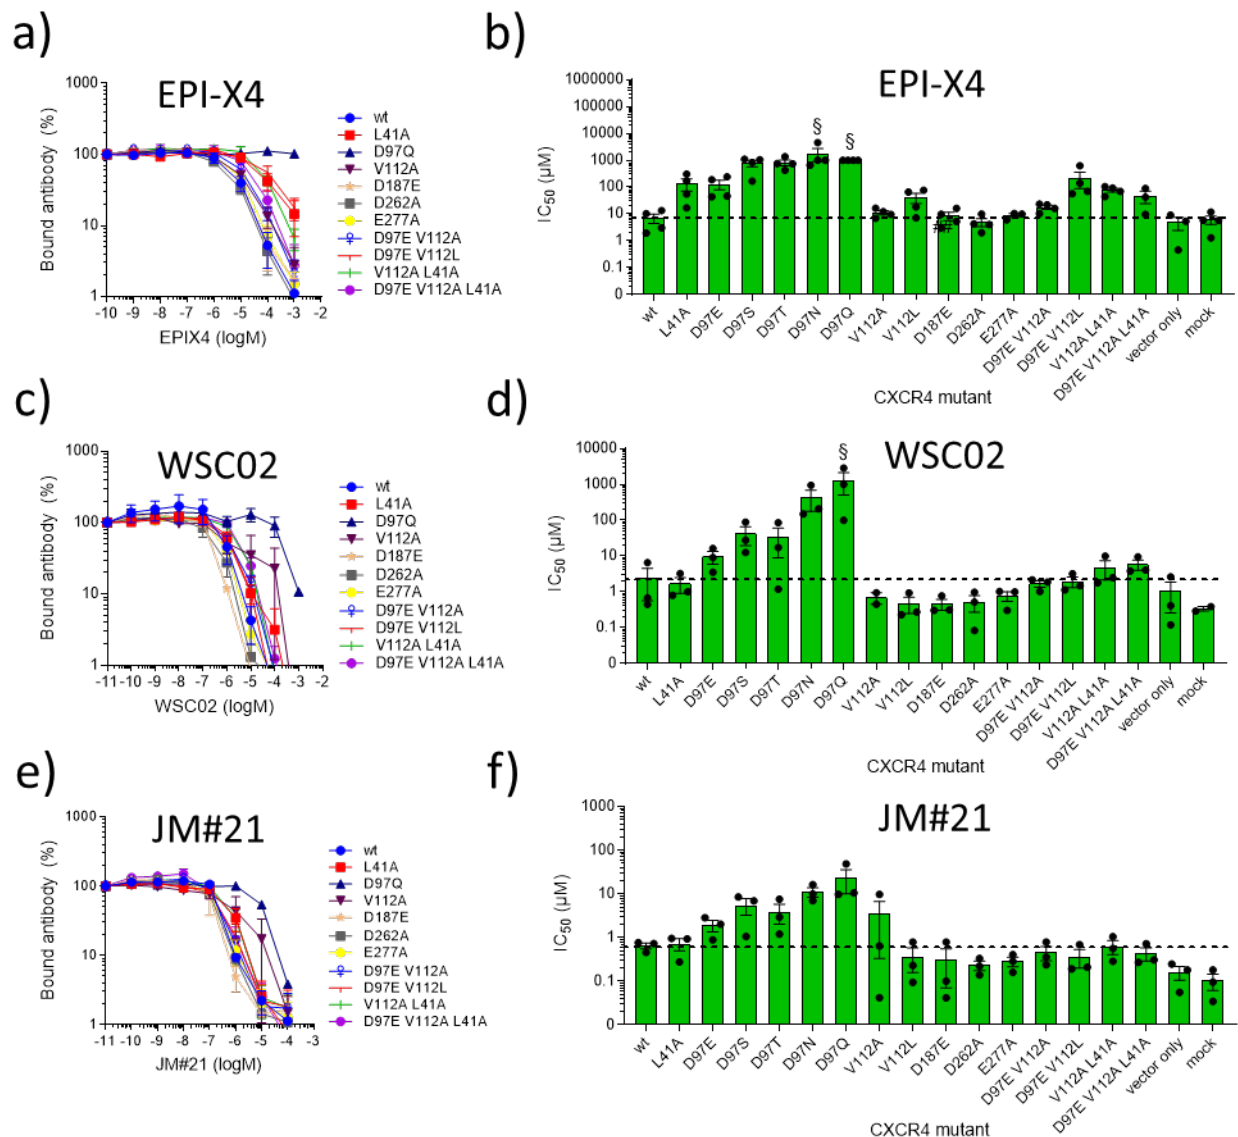 a)
EPI-X4
1000
100
10
1
Bound antibody (%)
-10 -9 -8 -7 -6 -5 -4 -3 -2
EPIX4 (logM)
wt
L41A
D97Q
V112A
D187E
D262A
E277A
D97E V112A
D97E V112L
V112A L41A
D97E V112A L41A
b)
EPI-X4
1000000
100000
10000
1000
100
10
1
0.1
0
IC50 (µM)
§ §
##
wt L41A D97E D97S D97T D97N D97Q V112A V112L D187E D262A E277A D97E V112A D97E V112L V112A L41A D97E V112A L41A vector only mock
CXCR4 mutant
c)
WSC02
1000
100
10
1
Bound antibody (%)
-11 -10 -9 -8 -7 -6 -5 -4 -3 -2
WSC02 (logM)
wt
L41A
D97Q
V112A
D187E
D262A
E277A
D97E V112A
D97E V112L
V112A L41A
D97E V112A L41A
d)
WSC02
10000
1000
100
10
1
0.1
0
IC50 (µM)
§
wt L41A D97E D97S D97T D97N D97Q V112A V112L D187E D262A E277A D97E V112A D97E V112L V112A L41A D97E V112A L41A vector only mock
CXCR4 mutant
e)
JM#21
1000
100
10
1
Bound antibody (%)
-11 -10 -9 -8 -7 -6 -5 -4 -3
JM#21 (logM)
wt
L41A
D97Q
V112A
D187E
D262A
E277A
D97E V112A
D97E V112L
V112A L41A
D97E V112A L41A
f)
JM#21
1000
100
10
1
0.1
0
IC50 (µM)
wt L41A D97E D97S D97T D97N D97Q V112A V112L D187E D262A E277A D97E V112A D97E V112L V112A L41A D97E V112A L41A vector only mock
CXCR4 mutant